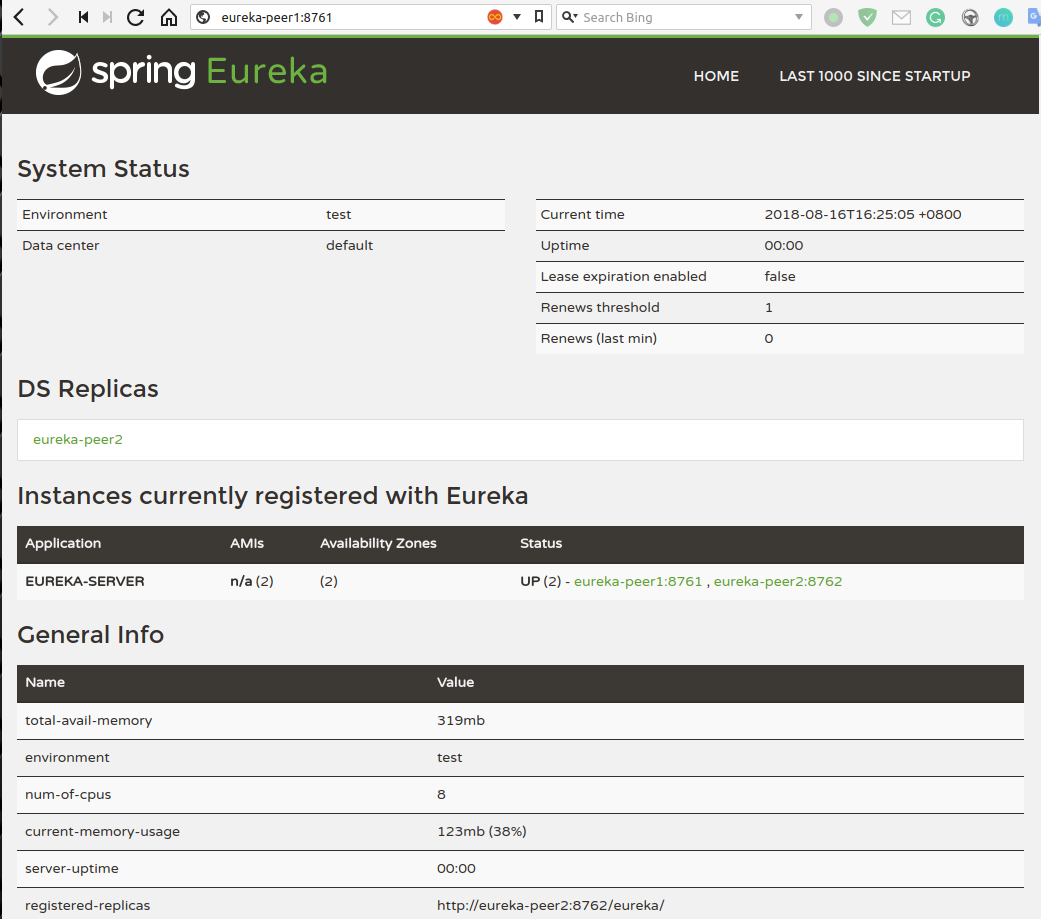 eureka-peer1:8761 Search Bing
spring Eureka HOME LAST 1000 SINCE STARTUP
System Status
Environment test
Data center default
Current time 2018-08-16T16:25:05 +0800
Uptime 00:00
Lease expiration enabled false
Renews threshold 1
Renews (last min) 0
DS Replicas
eureka-peer2
Instances currently registered with Eureka
Application AMIs Availability Zones Status
EUREKA-SERVER n/a (2) (2) UP (2) - eureka-peer1:8761 , eureka-peer2:8762
General Info
Name Value
total-avail-memory 319mb
environment test
num-of-cpus 8
current-memory-usage 123mb (38%)
server-uptime 00:00
registered-replicas http://eureka-peer2:8762/eureka/